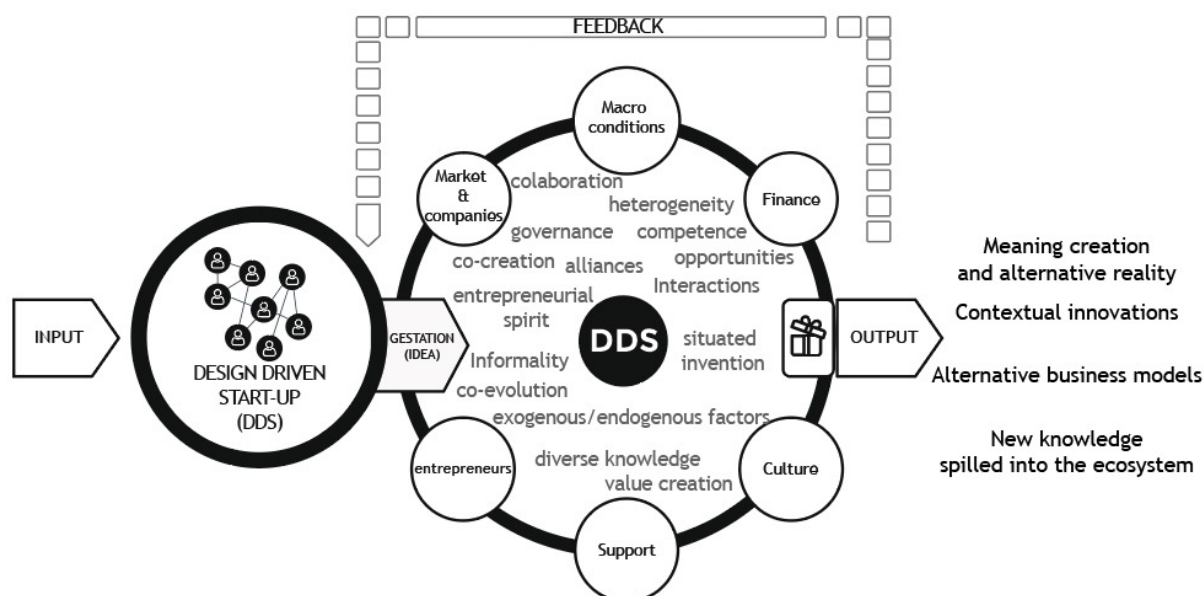 FEEDBACK
Macro
conditions
Market
&
companies
Finance
colaboration
heterogeneity
governance
competence
co-creation
alliances
opportunities
Interactions
entrepreneurial
spirit
DDS
situated
invention
Informality
co-evolution
exogenous/endogenous factors
diverse knowledge
value creation
entrepreneurs
Culture
Support
INPUT
DESIGN DRIVEN
START-UP
(DDS)
GESTATION
(IDEA)
OUTPUT
Meaning creation
and alternative reality
Contextual innovations
Alternative business models
New knowledge
spilled into the ecosystem